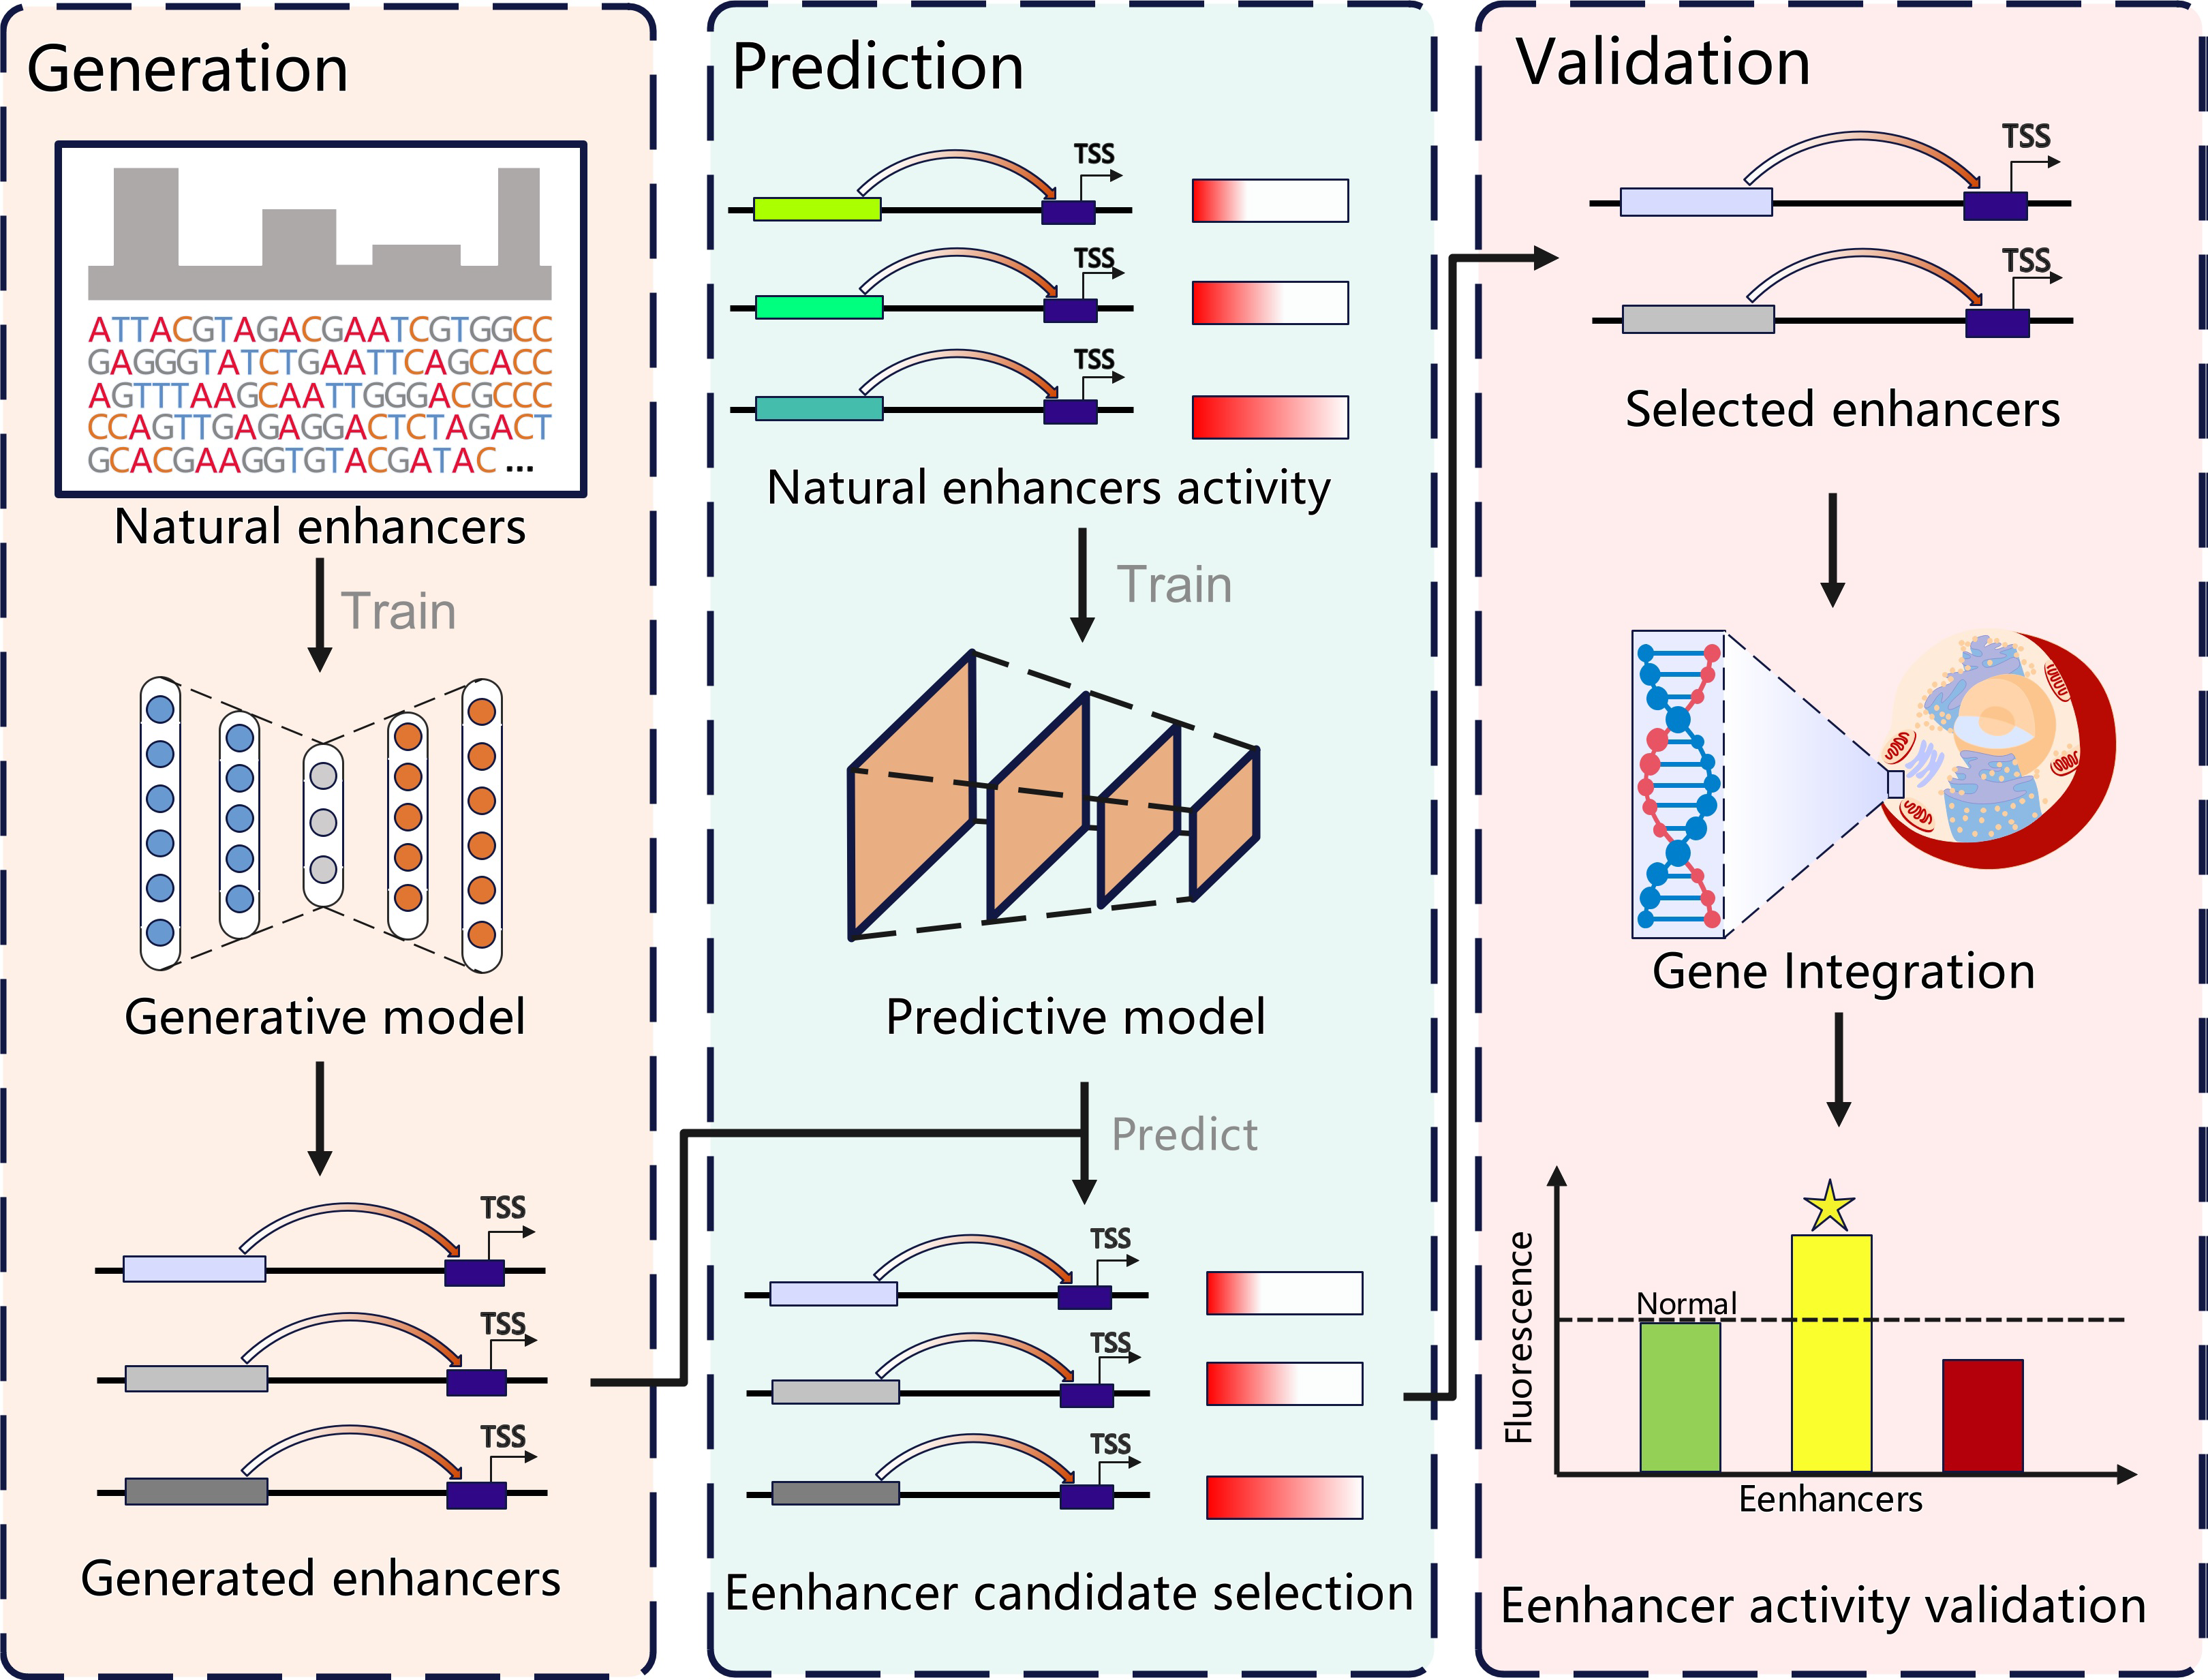 Generation
ATTACGTAGACGAATCGTGGCC
GAGGGTATCTGAATTCAGCACC
AGTTTAAGCAATTGGGACGCCC
CCAGTTGAGAGGACTCTAGACT
GCACGAAGGTGTACGATAC ...
Natural enhancers
Train
Generative model
TSS
TSS
TSS
Generated enhancers
Prediction
TSS
TSS
TSS
Natural enhancers activity
Train
Predictive model
Predict
TSS
TSS
TSS
Eenhancer candidate selection
Validation
TSS
TSS
Selected enhancers
Gene Integration
Fluorescence
Normal
Eenhancers
Eenhancer activity validation